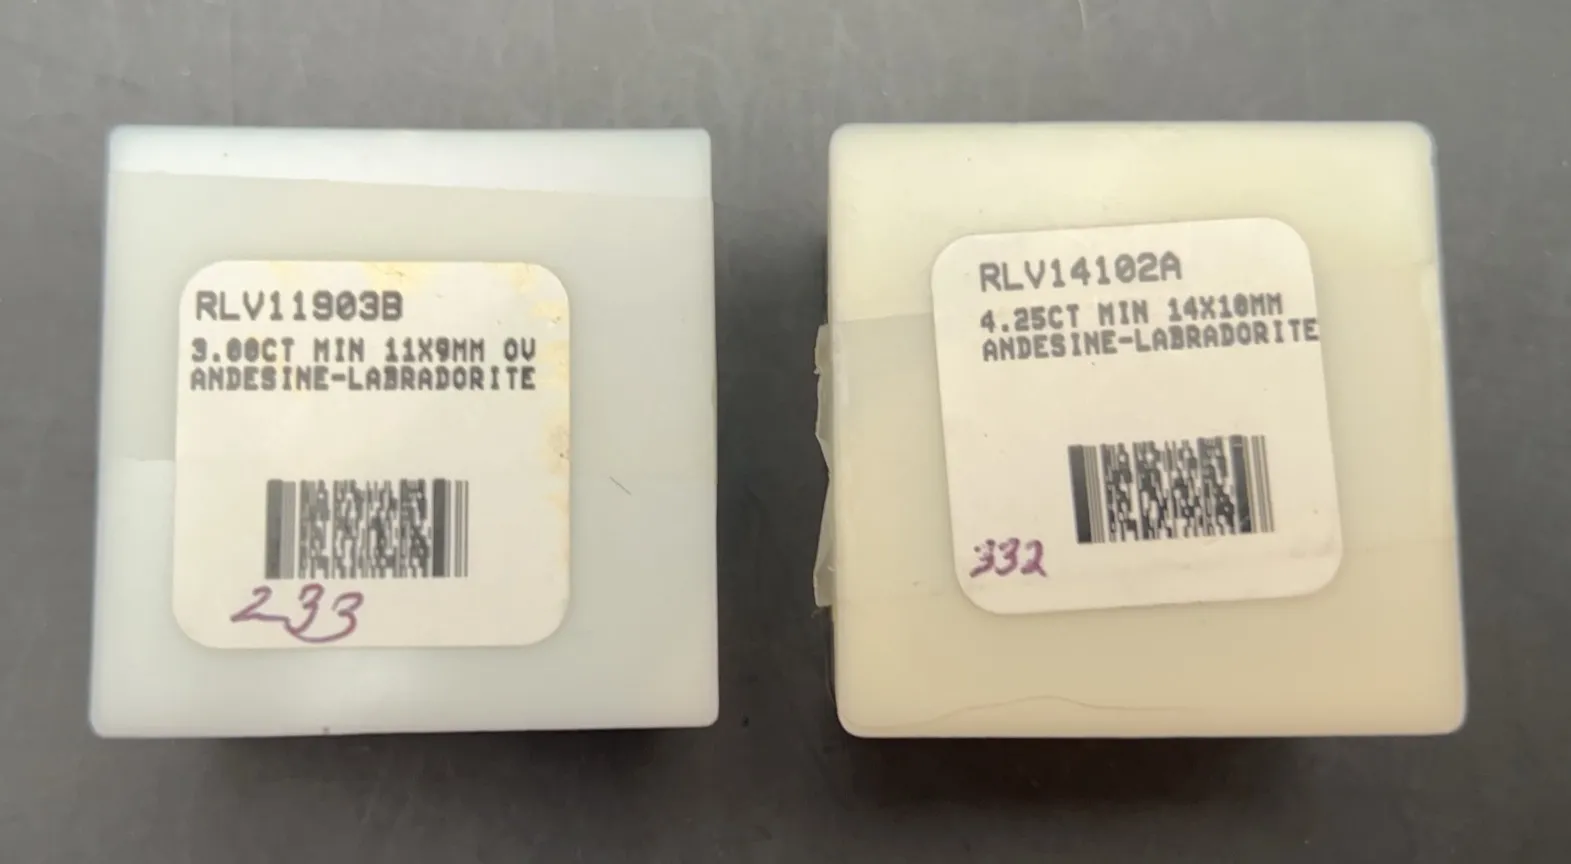 RLV11903B
3.00CT MIN 11X9MM OV
ANDESINE-LABRADORITE
233
RLV14102A
4.25CT MIN 14X10MM
ANDESINE-LABRADORITE
332